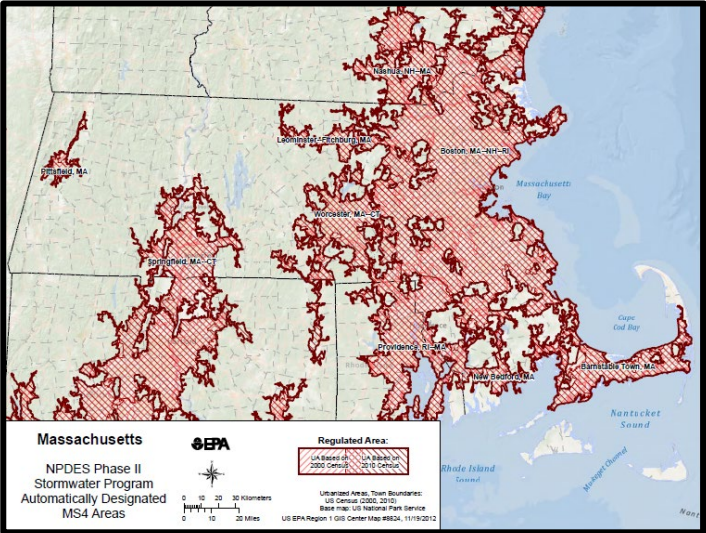 Nashua, NH–MA
Leominster–Fitchburg, MA
Boston, MA–NH–RI
Pittsfield, MA
Massachusetts
Bay
Worcester, MA–CT
Springfield, MA–CT
Cape
Cod Bay
Providence, RI–MA
Barnstable Town, MA
New Bedford, MA
Nantucket
Sound
Muskeget Channel
Rhode Island
Sound
Massachusetts
NPDES Phase II
Stormwater Program
Automatically Designated
MS4 Areas
EPA
0 10 20 30 Kilometers
0 10 20 Miles
Regulated Area:
UA Based on
2000 Census
UA Based on
2010 Census
Urbanized Areas, Town Boundaries:
US Census (2000, 2010)
Base map: US National Park Service
US EPA Region 1 GIS Center Map #8824, 11/19/2012